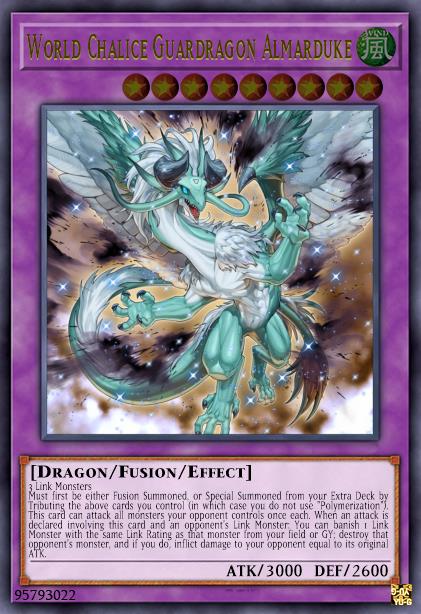 WORLD CHALICE GUARDRAGON ALMARDUKE
WIND
風
[DRAGON/FUSION/EFFECT]
3 Link Monsters
Must first be either Fusion Summoned, or Special Summoned from your Extra Deck by
Tributing the above cards you control (in which case you do not use "Polymerization").
This card can attack all monsters your opponent controls once each. When an attack is
declared involving this card and an opponent's Link Monster: You can banish 1 Link
Monster with the same Link Rating as that monster from your field or GY; destroy that
opponent's monster, and if you do, inflict damage to your opponent equal to its original
ATK.
ATK/3000 DEF/2600
95793022